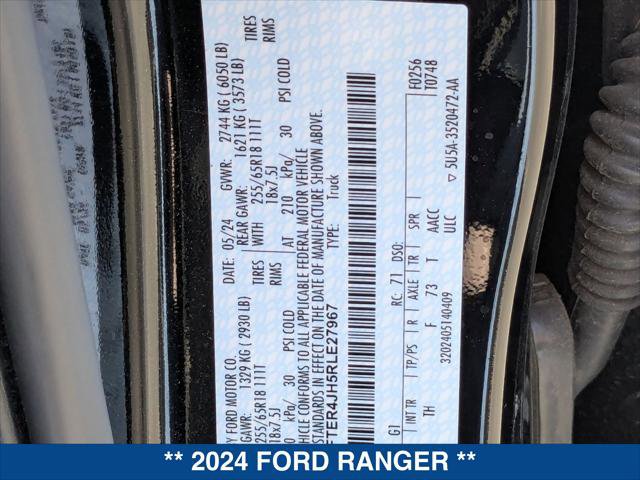 Y FORD MOTOR CO. DATE: 05/24 GVWR: 2744 KG ( 6050 LB)
GAWR: 1329 KG ( 2930 LB) REAR GAWR: 1621 KG ( 3573 LB)
255/65R18 111T TIRES WITH 255/65R18 111T TIRES
18x7.5J RIMS 18x7.5J RIMS
0 kPa/ 30 PSI COLD AT 210 kPa/ 30 PSI COLD
VEHICLE CONFORMS TO ALL APPLICABLE FEDERAL MOTOR VEHICLE
STANDARDS IN EFFECT ON THE DATE OF MANUFACTURE SHOWN ABOVE.
FTER4JH5RLE27967 TYPE: Truck
F0256
GI RC: 71 DSO: T0748
INT TR TP/PS R AXLE TR SPR
TH F 73 T AACC
ULC
3202405140409 5U5A-3520472-AA
** 2024 FORD RANGER **